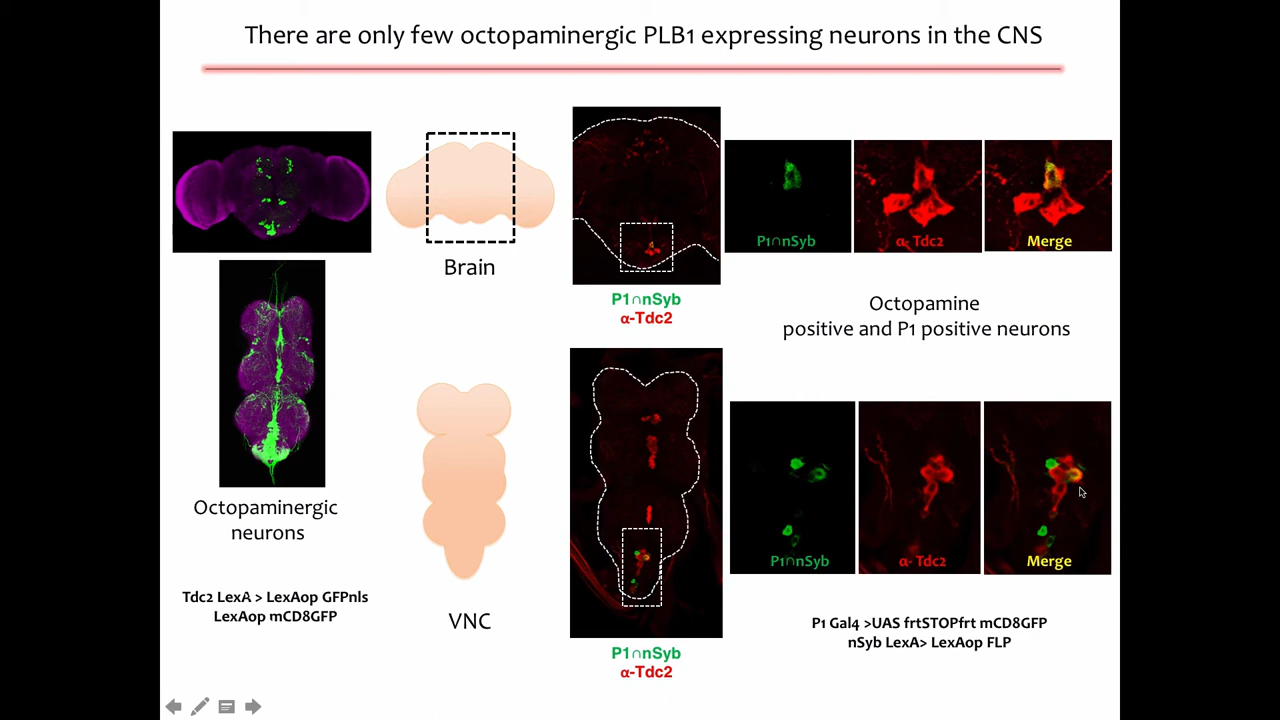 There are only few octopaminergic PLB1 expressing neurons in the CNS
P1∩nSyb
α- Tdc2
Merge
Brain
P1∩nSyb
α-Tdc2
Octopamine
positive and P1 positive neurons
Octopaminergic
neurons
P1∩nSyb
α- Tdc2
Merge
Tdc2 LexA > LexAop GFPnls
LexAop mCD8GFP
VNC
P1 Gal4 >UAS frtSTOPfrt mCD8GFP
nSyb LexA> LexAop FLP
P1∩nSyb
α-Tdc2